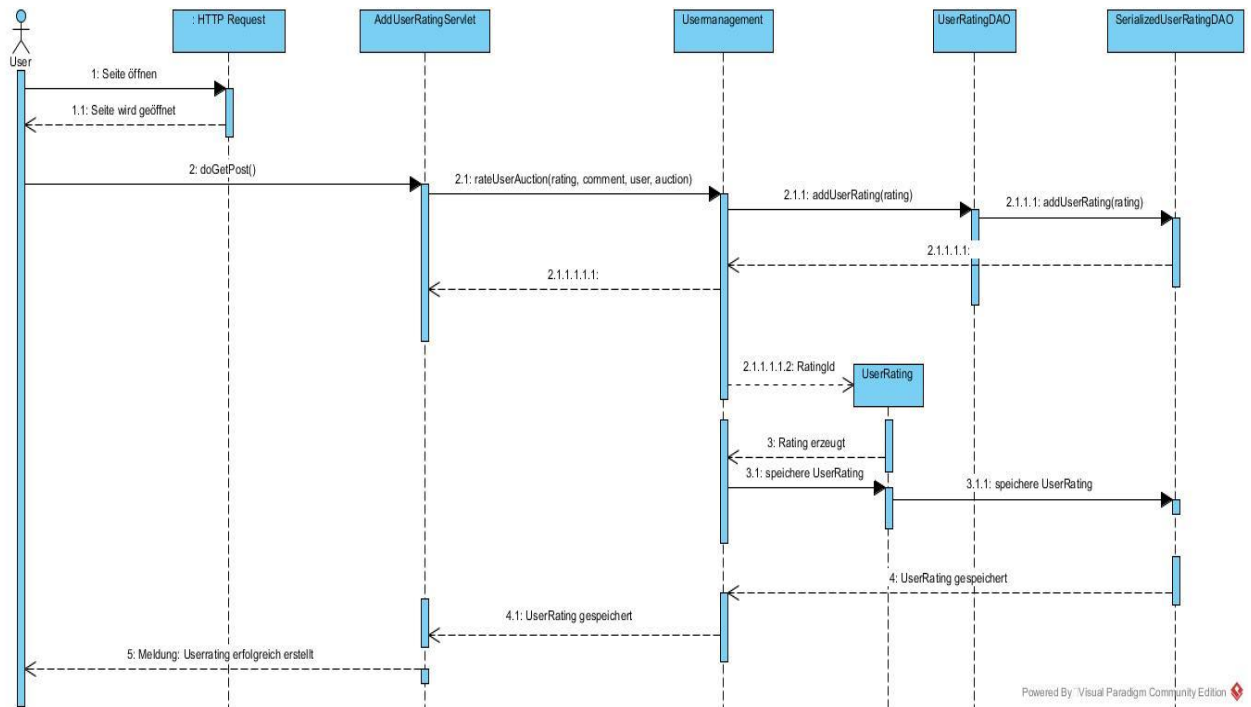 : HTTP Request
AddUserRatingServlet
Usermanagement
UserRatingDAO
SerializedUserRatingDAO
User
1: Seite öffnen
1.1: Seite wird geöffnet
2: doGetPost()
2.1: rateUserAuction(rating, comment, user, auction)
2.1.1: addUserRating(rating)
2.1.1.1: addUserRating(rating)
2.1.1.1.1:
2.1.1.1.1.1:
2.1.1.1.1.2: RatingId
UserRating
3: Rating erzeugt
3.1: speichere UserRating
3.1.1: speichere UserRating
4: UserRating gespeichert
4.1: UserRating gespeichert
5: Meldung: Userrating erfolgreich erstellt
Powered By Visual Paradigm Community Edition